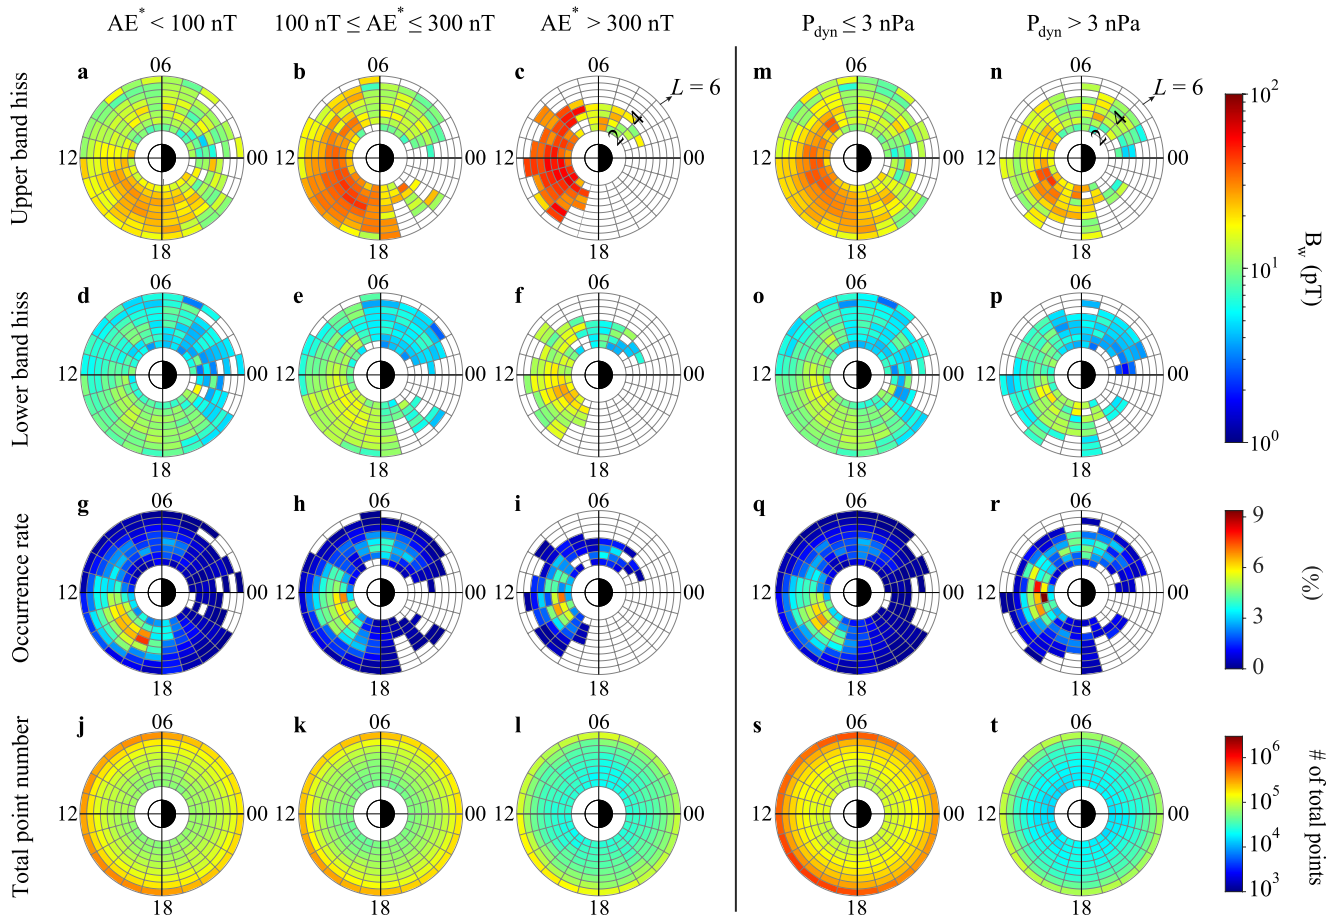 AE* < 100 nT 100 nT ≤ AE* ≤ 300 nT AE* > 300 nT P_dyn ≤ 3 nPa P_dyn > 3 nPa
Upper band hiss
a 06 12 00 18
b 06 12 00 18
c 06 12 00 18 2 4 L = 6
m 06 12 00 18
n 06 12 00 18 2 4 L = 6
Lower band hiss
d 06 12 00 18
e 06 12 00 18
f 06 12 00 18
o 06 12 00 18
p 06 12 00 18
B_w (pT)
10²
10¹
10⁰
Occurrence rate
g 06 12 00 18
h 06 12 00 18
i 06 12 00 18
q 06 12 00 18
r 06 12 00 18
(%)
9
6
3
0
Total point number
j 06 12 00 18
k 06 12 00 18
l 06 12 00 18
s 06 12 00 18
t 06 12 00 18
# of total points
10⁶
10⁵
10⁴
10³